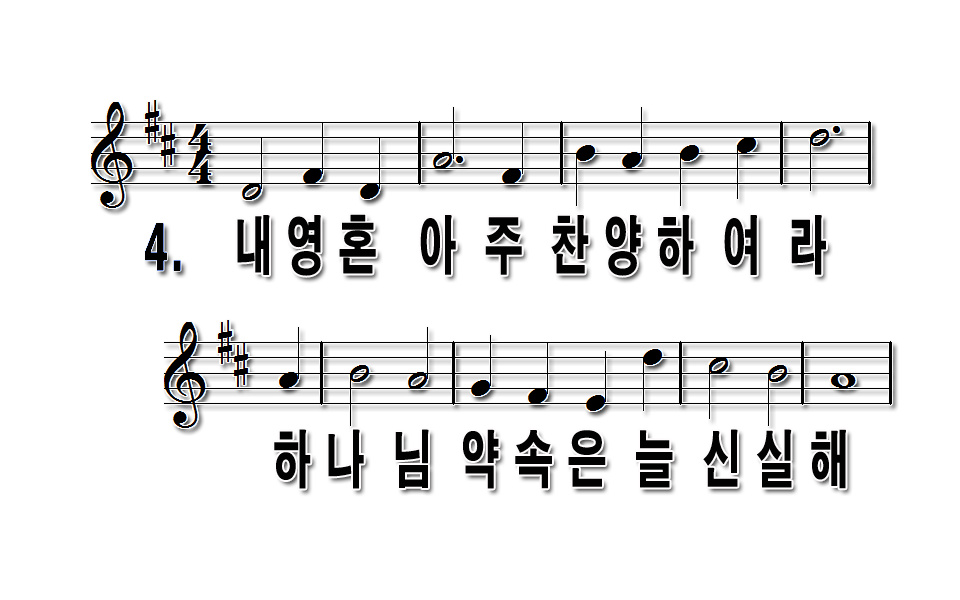 4. 내 영 혼 아 주 찬 양 하 여 라
하 나 님 약 속 은 늘 신 실 해